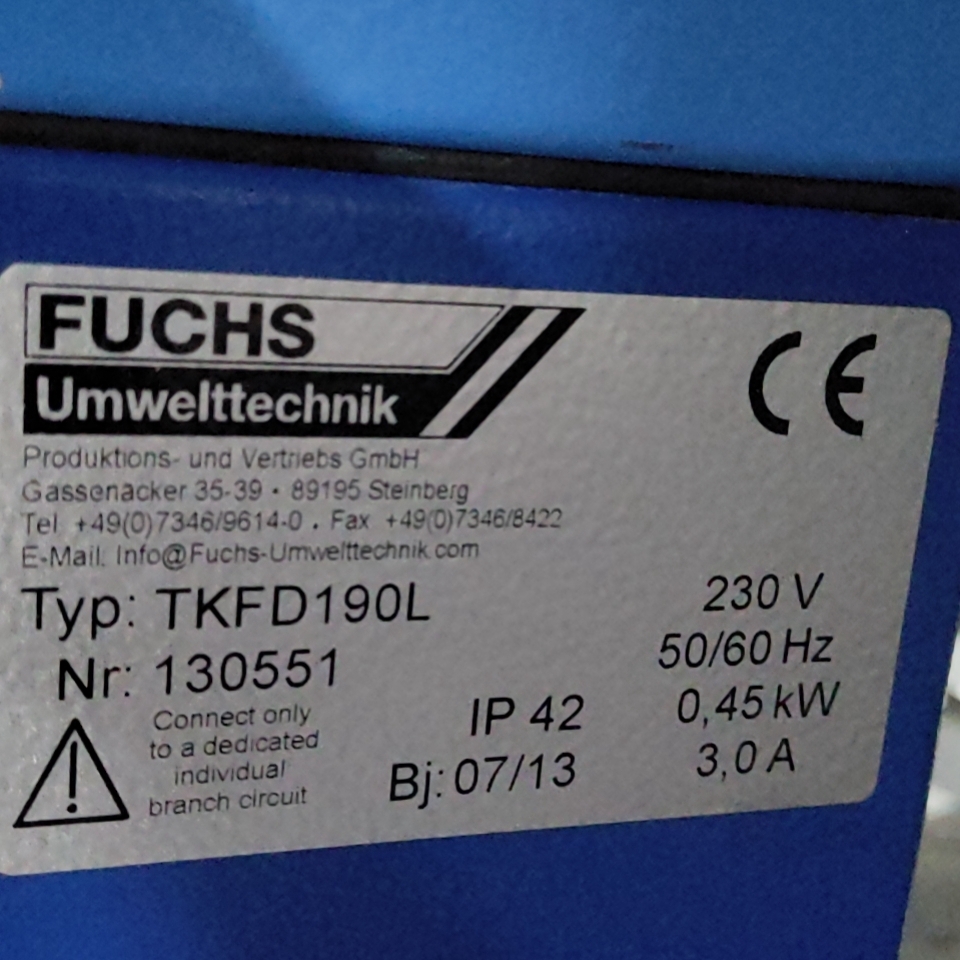 FUCHS
Umwelttechnik
CE
Produktions- und Vertriebs GmbH
Gassenäcker 35-39 • 89195 Steinberg
Tel. +49(0)7346/9614-0 . Fax +49(0)7346/8422
E-Mail: Info@Fuchs-Umwelttechnik.com
Typ: TKFD190L
230 V
Nr: 130551
50/60 Hz
Connect only
to a dedicated
individual
branch circuit
IP 42
0,45 kW
Bj: 07/13
3,0 A